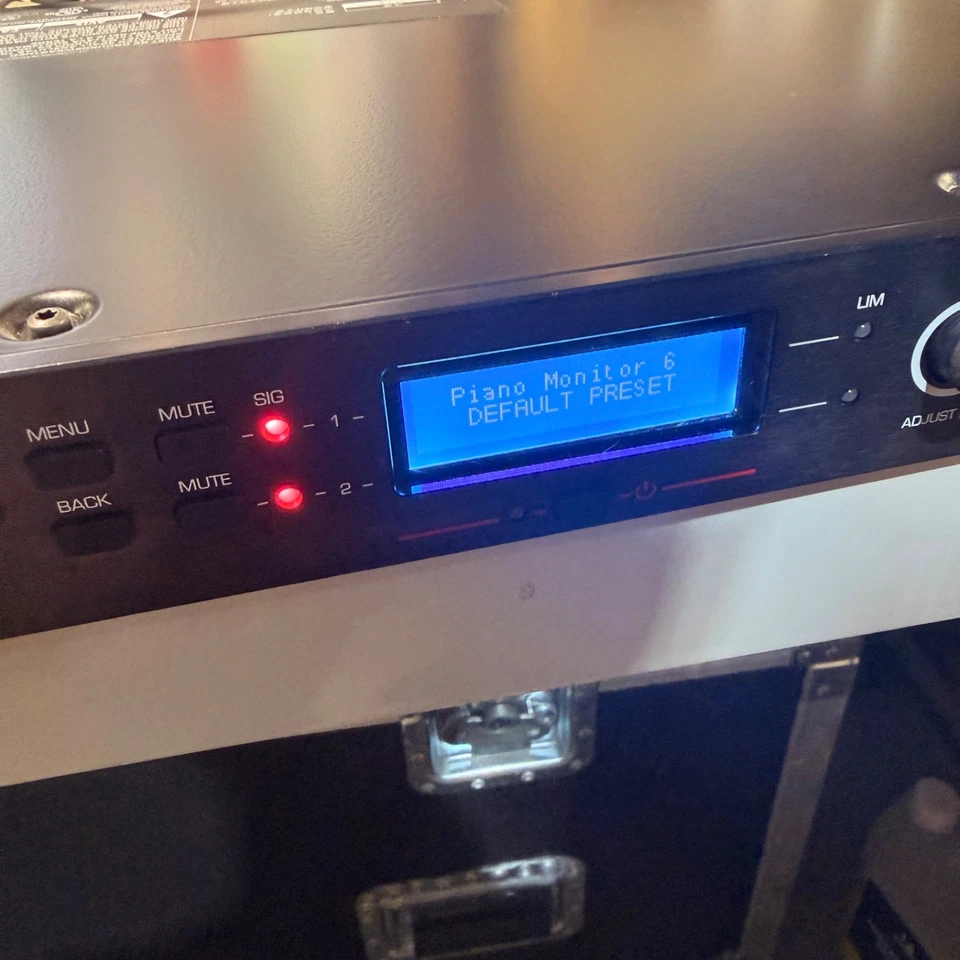 MENU
MUTE
SIG
1
Piano Monitor 6
DEFAULT PRESET
LIM
BACK
MUTE
2
ADJUST